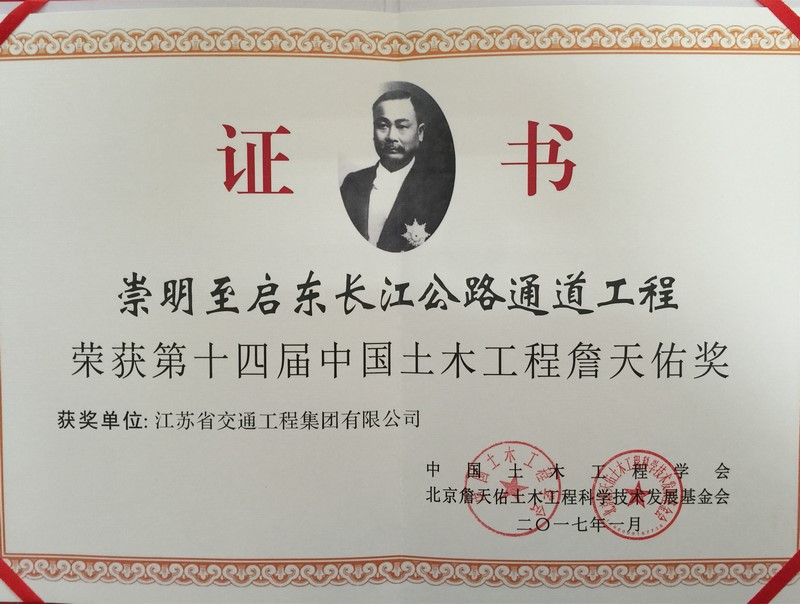 证书
崇明至启东长江公路通道工程
荣获第十四届中国土木工程詹天佑奖
获奖单位: 江苏省交通工程集团有限公司
中国土木工程学会
北京詹天佑土木工程科学技术发展基金会
二〇一七年一月